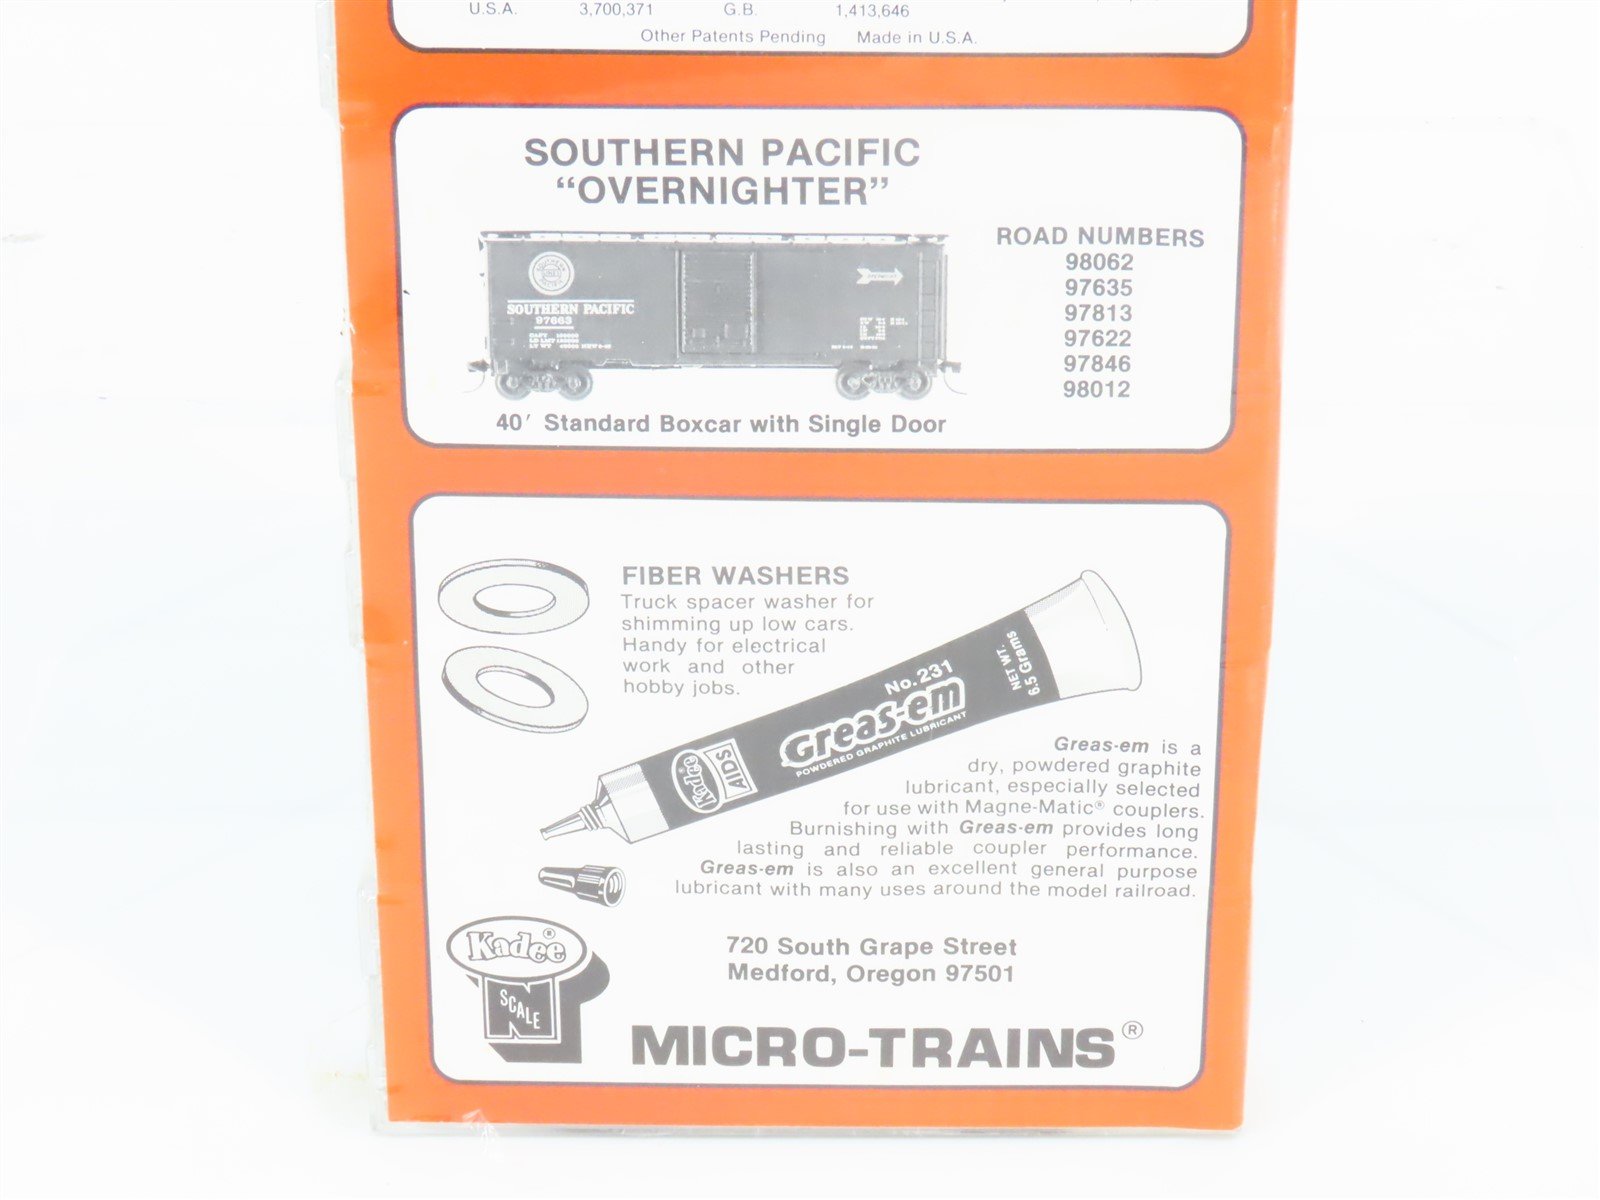 U.S.A. 3,700,371 G.B. 1,413,646
Other Patents Pending Made in U.S.A.
SOUTHERN PACIFIC
“OVERNIGHTER”
SOUTHERN
PACIFIC
SOUTHERN PACIFIC
97663
40′ Standard Boxcar with Single Door
ROAD NUMBERS
98062
97635
97813
97622
97846
98012
FIBER WASHERS
Truck spacer washer for
shimming up low cars.
Handy for electrical
work and other
hobby jobs.
Kadee
AIDS
No. 231
Greas-em
POWDERED GRAPHITE LUBRICANT
NET WT.
6.5 Grams
Greas-em is a
dry, powdered graphite
lubricant, especially selected
for use with Magne-Matic® couplers.
Burnishing with Greas-em provides long
lasting and reliable coupler performance.
Greas-em is also an excellent general purpose
lubricant with many uses around the model railroad.
Kadee®
N
SCALE
720 South Grape Street
Medford, Oregon 97501
MICRO-TRAINS®